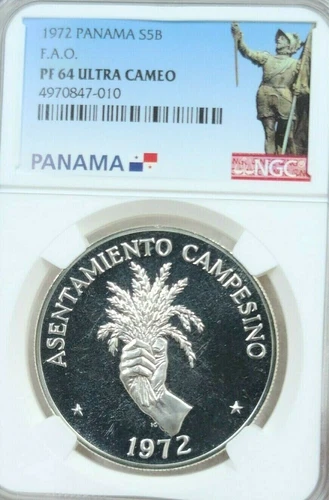 1972 PANAMA S5B
F.A.O.
PF 64 ULTRA CAMEO
4970847-010
PANAMA
NGC
ASENTAMIENTO CAMPESINO
1972